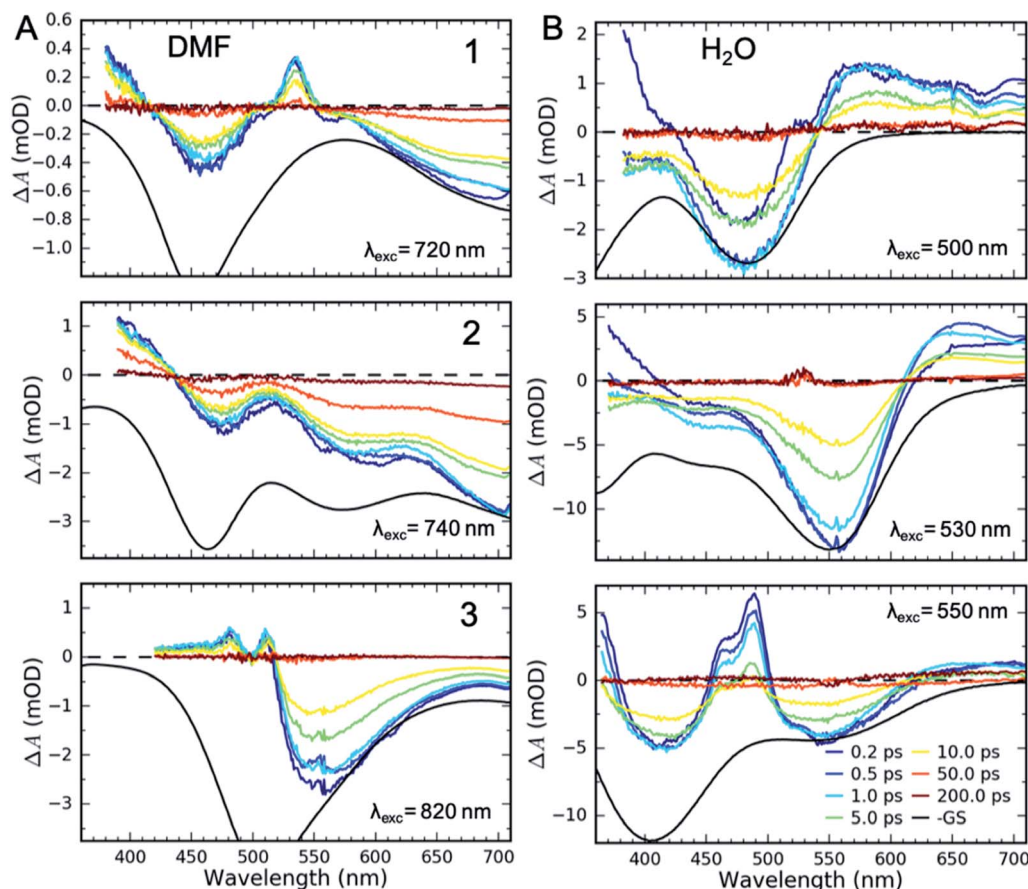 A
DMF
1
0.6
0.4
0.2
0.0
−0.2
−0.4
−0.6
−0.8
−1.0
ΔA (mOD)
λexc= 720 nm
2
1
0
−1
−2
−3
ΔA (mOD)
λexc= 740 nm
3
1
0
−1
−2
−3
ΔA (mOD)
λexc= 820 nm
400 450 500 550 600 650 700
Wavelength (nm)
B
H₂O
2
1
0
−1
−2
−3
ΔA (mOD)
λexc= 500 nm
5
0
−5
−10
ΔA (mOD)
λexc= 530 nm
5
0
−5
−10
ΔA (mOD)
λexc= 550 nm
0.2 ps
0.5 ps
1.0 ps
5.0 ps
10.0 ps
50.0 ps
200.0 ps
-GS
400 450 500 550 600 650 700
Wavelength (nm)